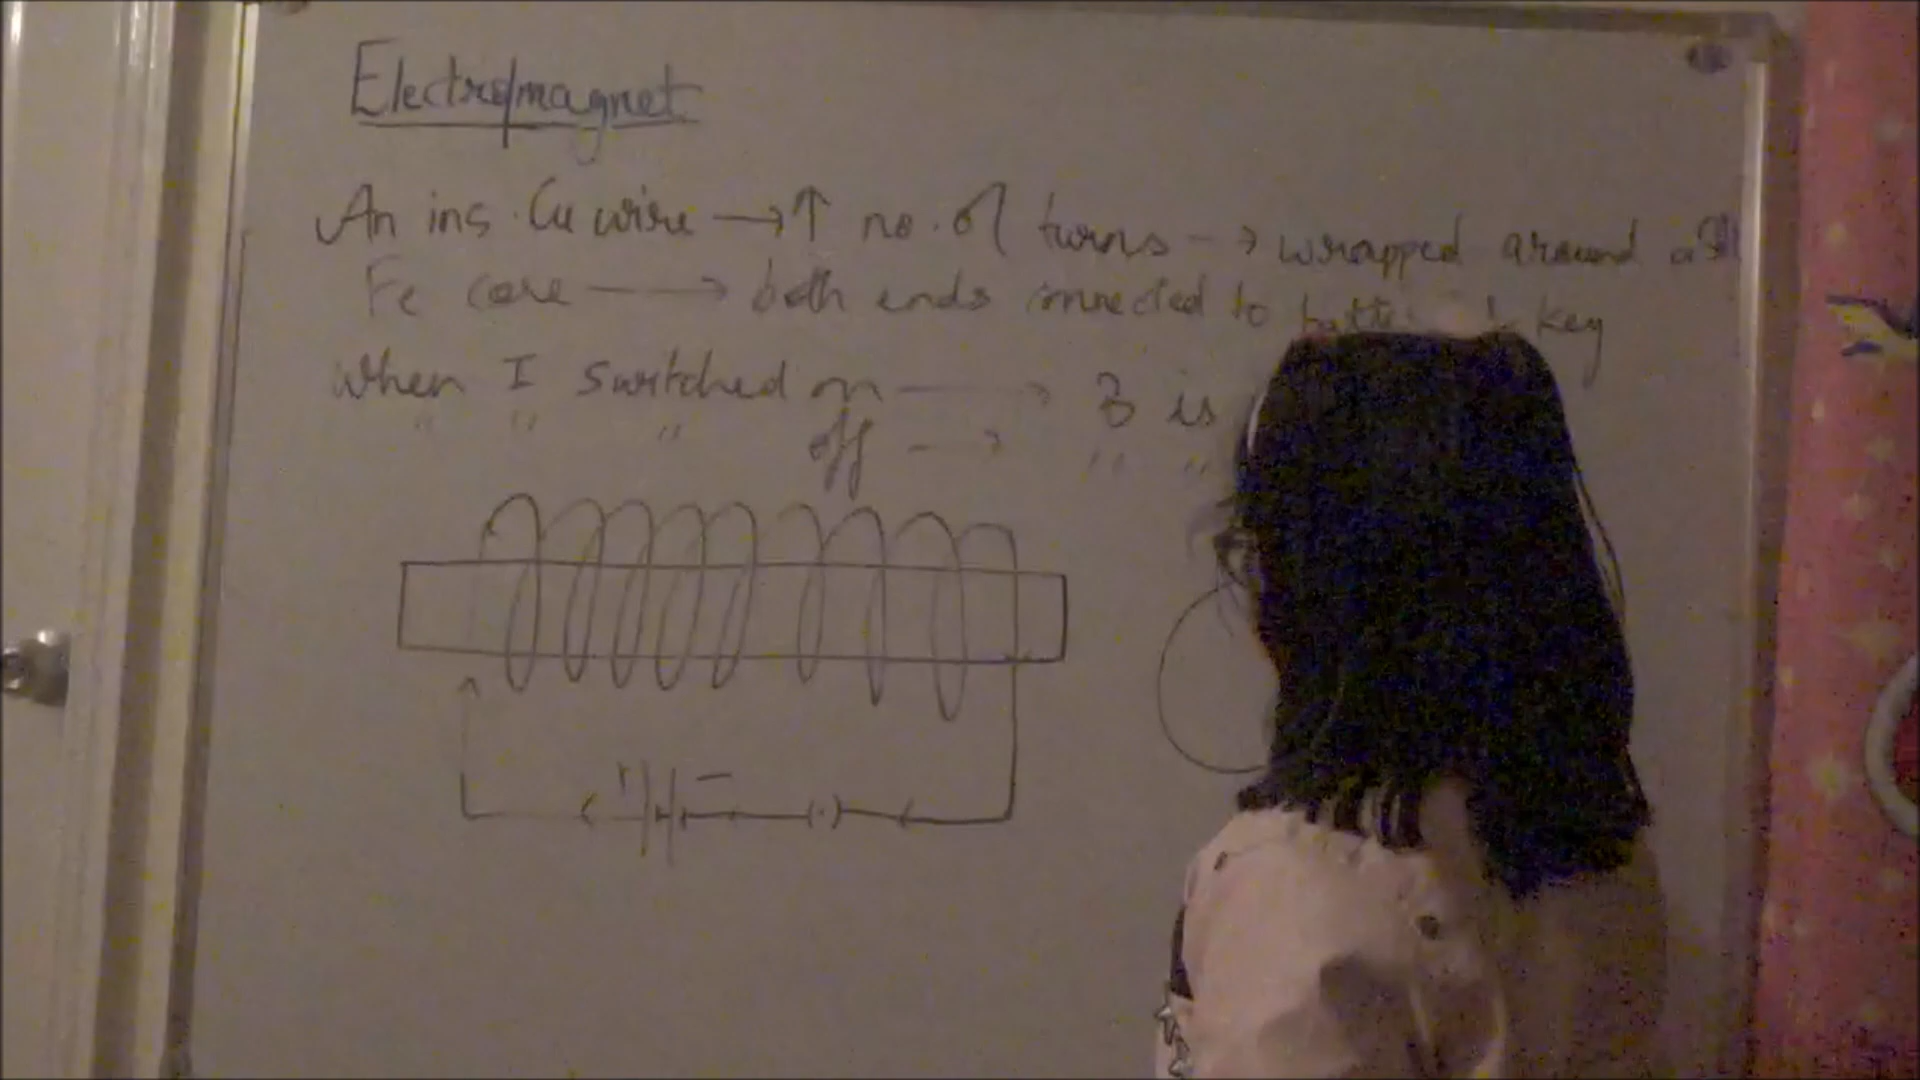 Electromagnet
An ins. Cu wire → ↑ no. of turns → wrapped around a
Fe core → both ends connected to key
When I switched on → B is
" " " off → " "
−